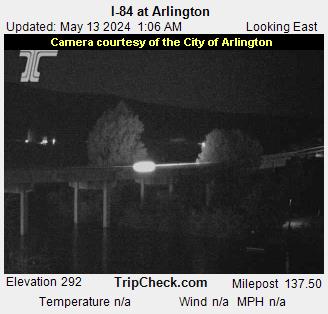 I-84 at Arlington
Updated: May 13 2024 1:06 AM Looking East
Camera courtesy of the City of Arlington
Elevation 292 TripCheck.com Milepost 137.50
Temperature n/a Wind n/a MPH n/a